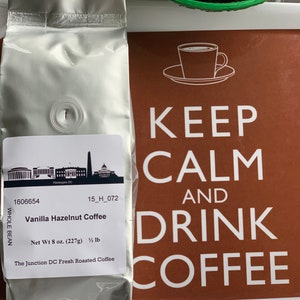 1606654 15_H_072
WHOLE BEAN
Vanilla Hazelnut Coffee
Net Wt 8 oz. (227g) ½ lb
The Junction DC Fresh Roasted Coffee
KEEP
CALM
AND
DRINK
COFFEE